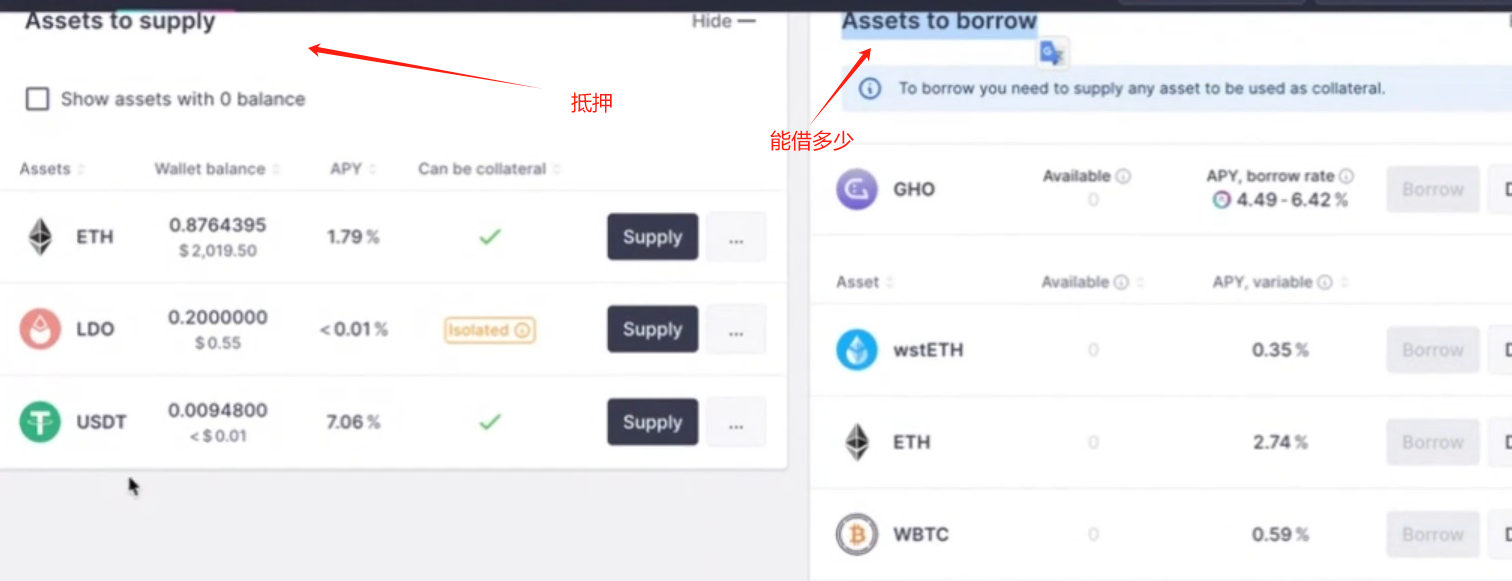 Assets to supply
Hide —
抵押
Show assets with 0 balance
Assets
Wallet balance
APY
Can be collateral
ETH
0.8764395
$2,019.50
1.79%
Supply
...
LDO
0.2000000
$0.55
<0.01%
Isolated
Supply
...
USDT
0.0094800
<$0.01
7.06%
Supply
...
Assets to borrow
To borrow you need to supply any asset to be used as collateral.
能借多少
GHO
Available
0
APY, borrow rate
4.49 - 6.42%
Borrow
Asset
Available
APY, variable
wstETH
0
0.35%
Borrow
ETH
0
2.74%
Borrow
WBTC
0
0.59%
Borrow